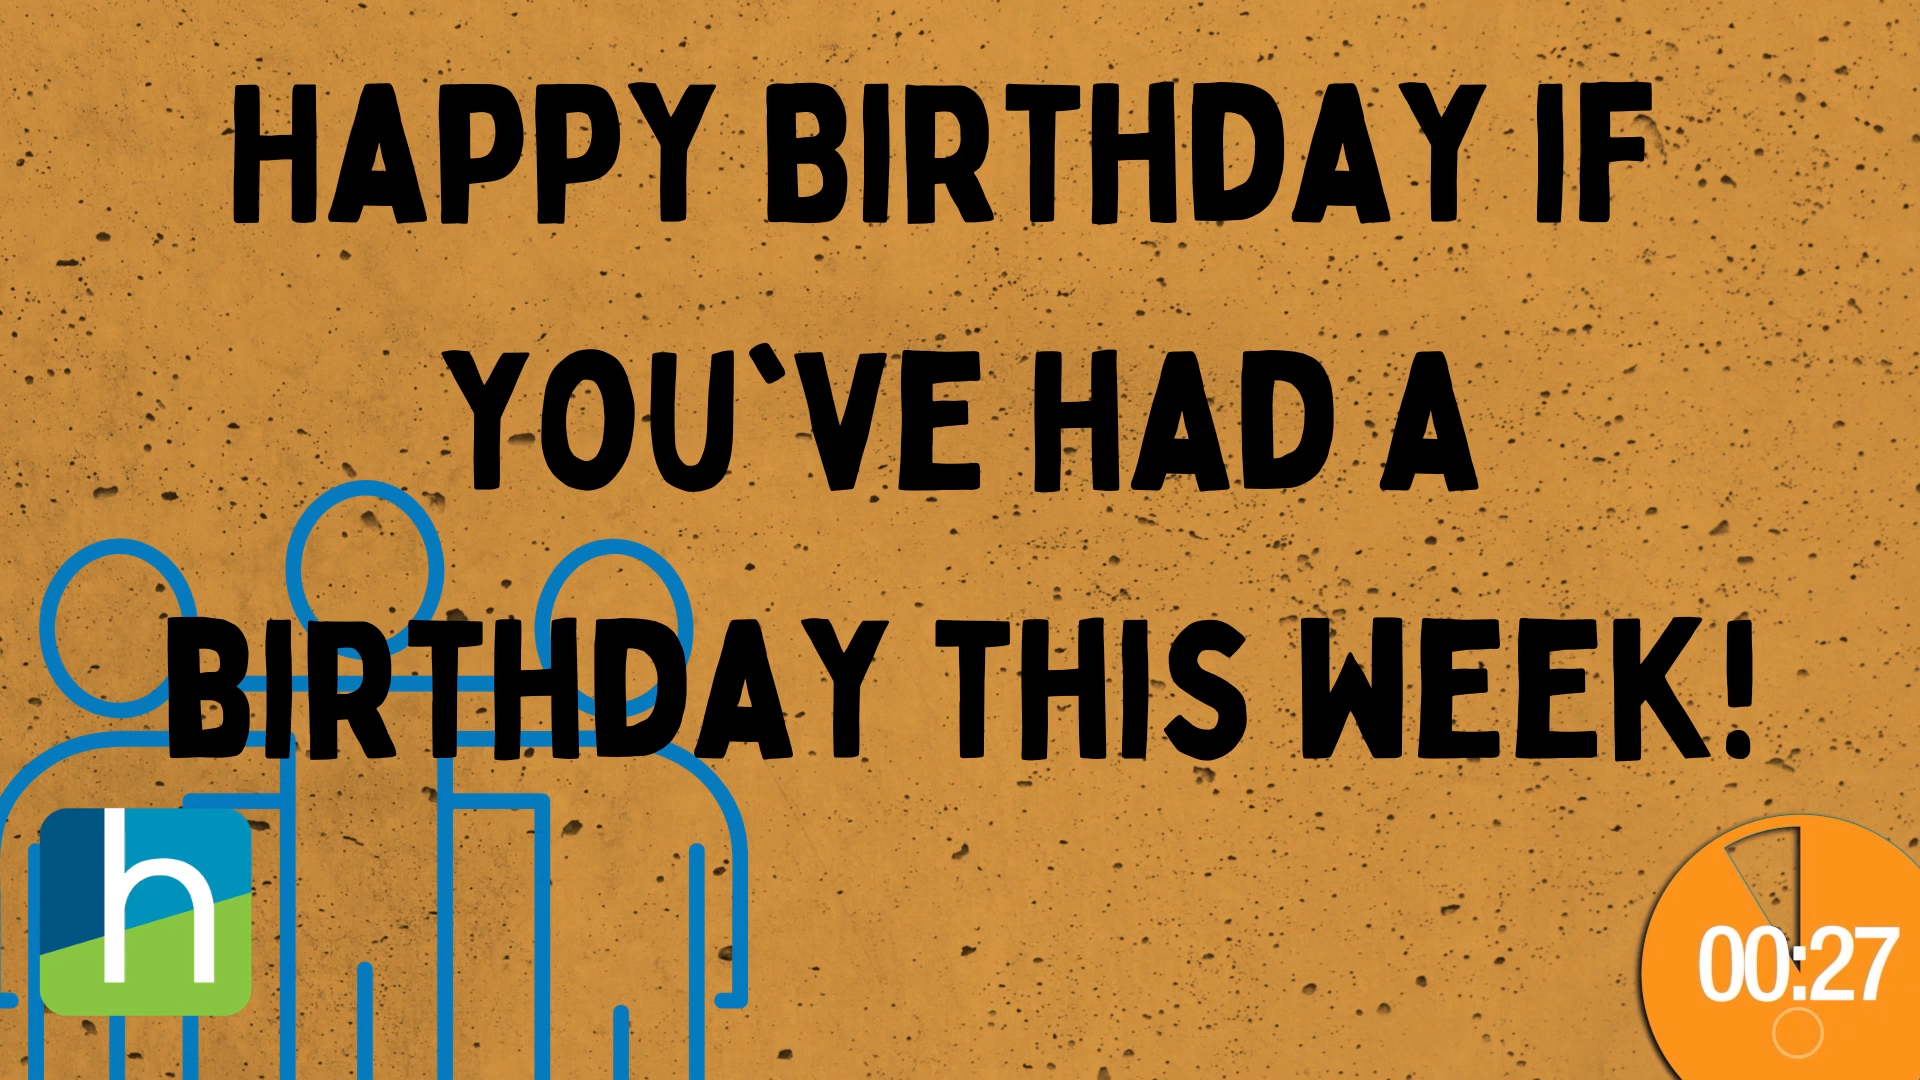 HAPPY BIRTHDAY IF
YOU`VE HAD A
BIRTHDAY THIS WEEK!
h
00:27